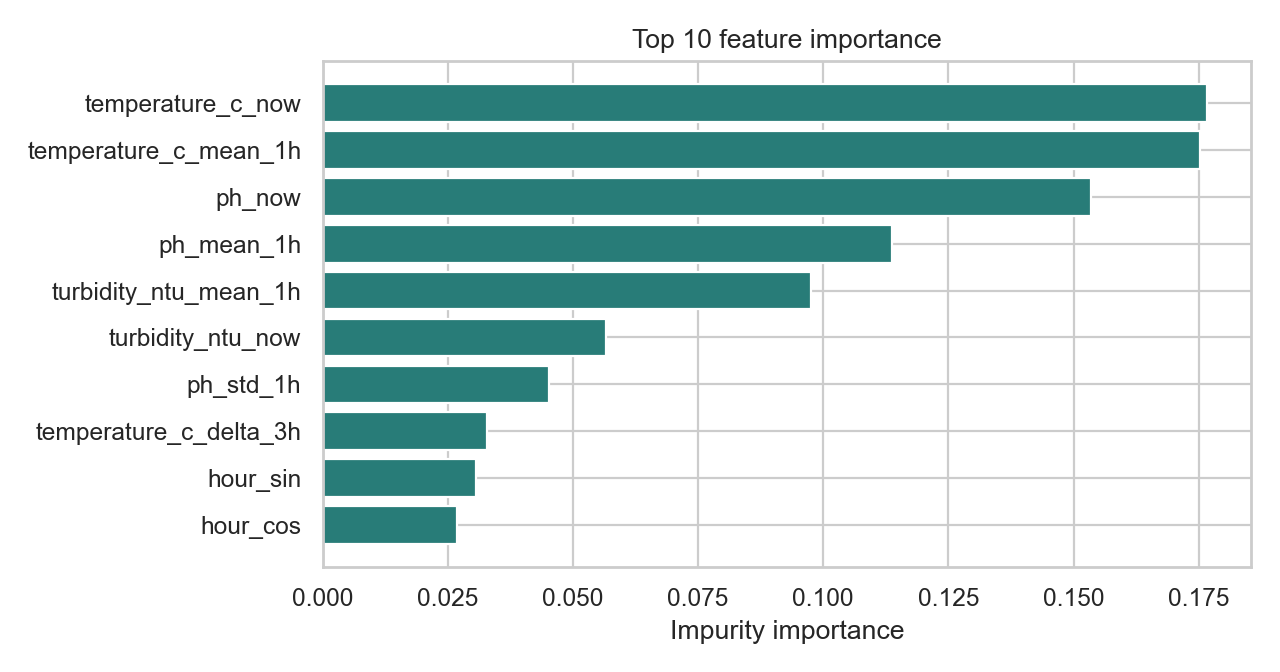 Top 10 feature importance
temperature_c_now
temperature_c_mean_1h
ph_now
ph_mean_1h
turbidity_ntu_mean_1h
turbidity_ntu_now
ph_std_1h
temperature_c_delta_3h
hour_sin
hour_cos
0.000 0.025 0.050 0.075 0.100 0.125 0.150 0.175
Impurity importance